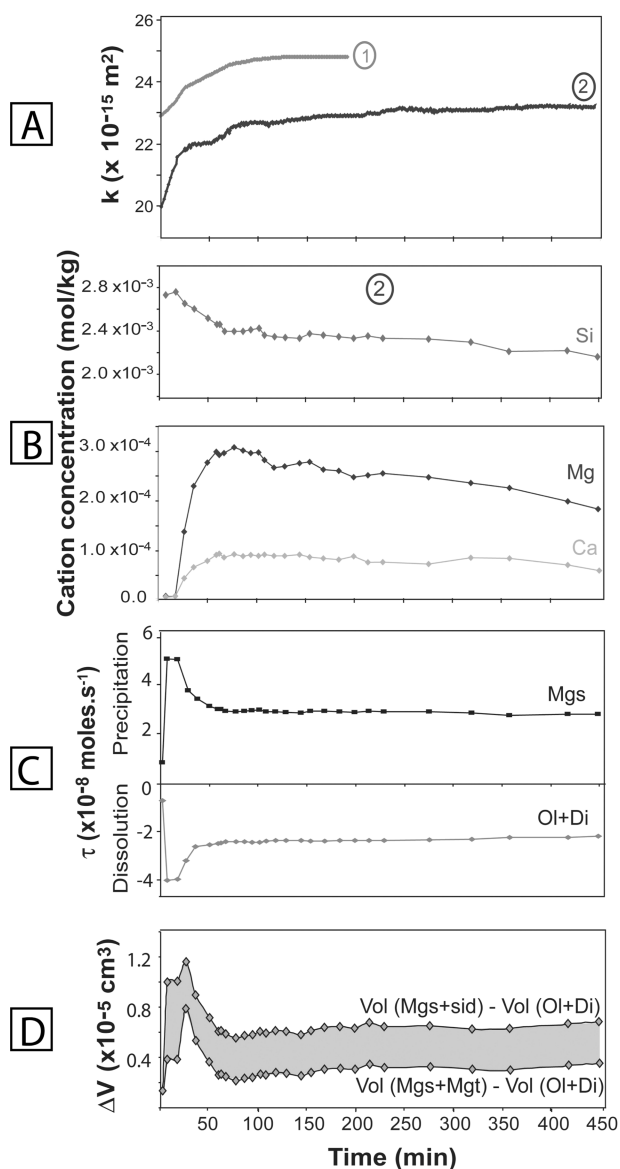 A
k (x 10⁻¹⁵ m²)
26
24
22
20
1
2
B
Cation concentration (mol/kg)
2.8 x10⁻³
2.4 x10⁻³
2.0 x10⁻³
2
Si
3.0 x10⁻⁴
2.0 x10⁻⁴
1.0 x10⁻⁴
0.0
Mg
Ca
C
τ (x10⁻⁸ moles.s⁻¹)
Precipitation
6
4
2
Mgs
Dissolution
0
-2
-4
Ol+Di
D
ΔV (x10⁻⁵ cm³)
1.2
0.8
0.4
Vol (Mgs+sid) - Vol (Ol+Di)
Vol (Mgs+Mgt) - Vol (Ol+Di)
50 100 150 200 250 300 350 400 450
Time (min)